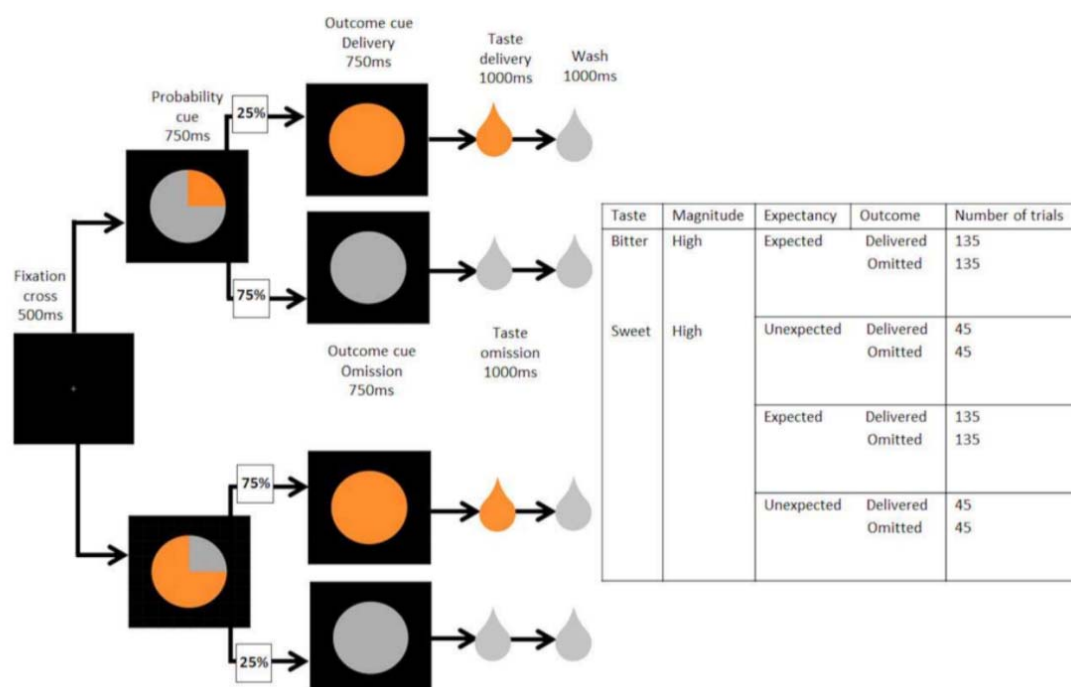 Outcome cue
Delivery
750ms
Taste
delivery
1000ms
Wash
1000ms
Probability
cue
750ms
25%
75%
Fixation
cross
500ms
Outcome cue
Omission
750ms
Taste
omission
1000ms
75%
25%
Taste Magnitude Expectancy Outcome Number of trials
Bitter High Expected Delivered 135
Omitted 135
Sweet High Unexpected Delivered 45
Omitted 45
Expected Delivered 135
Omitted 135
Unexpected Delivered 45
Omitted 45